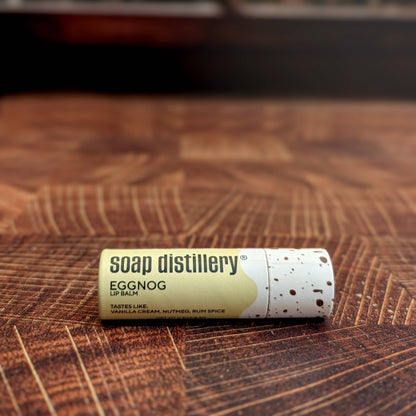 soap distillery®
EGGNOG
LIP BALM
TASTES LIKE:
VANILLA CREAM, NUTMEG, RUM SPICE